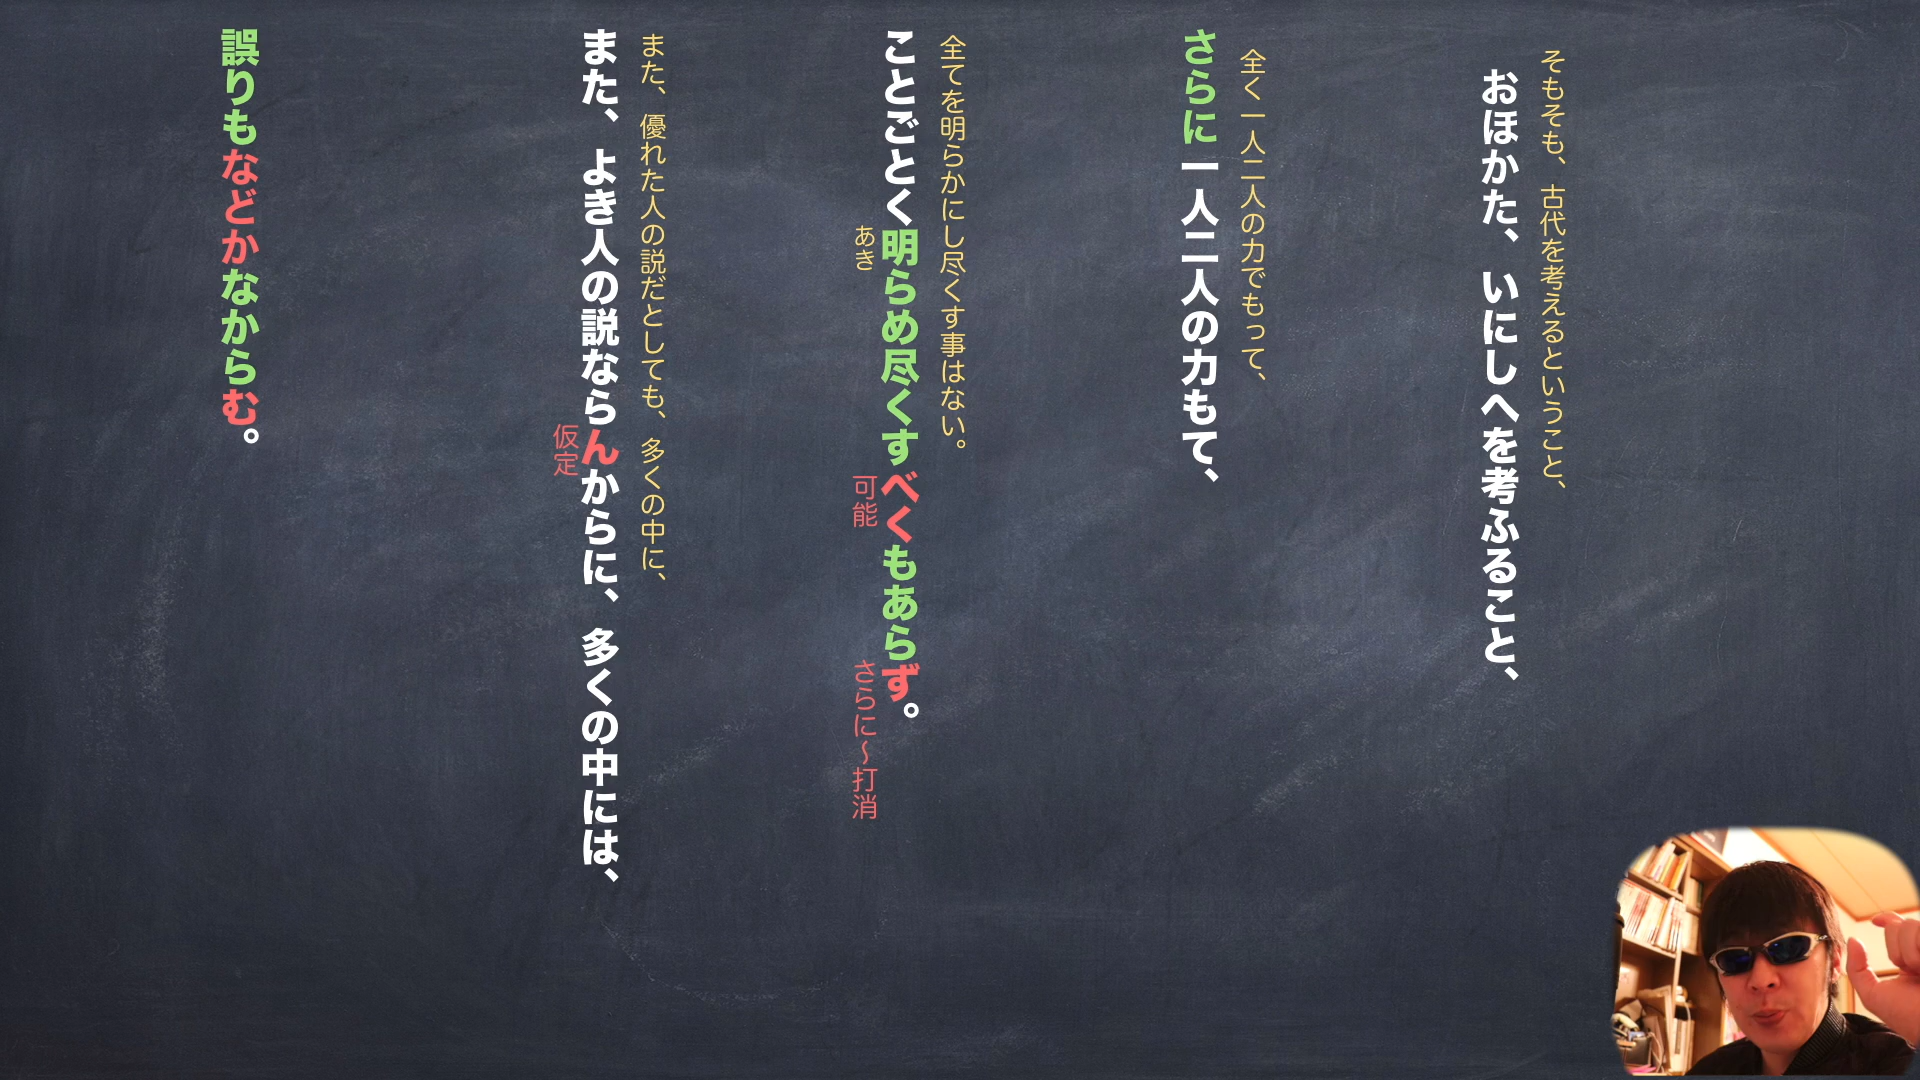 そもそも、古代を考えるということ、
おほかた、いにしへを考ふること、
全く一人二人の力でもって、
さらに一人二人の力もて、
全てを明らかにし尽くす事はない。
ことごとく明らめ尽くすべくもあらず。
あき
可能
さらに〜打消
また、優れた人の説だとしても、多くの中に、
また、よき人の説ならんからに、多くの中には、
仮定
誤りもなどかなからむ。